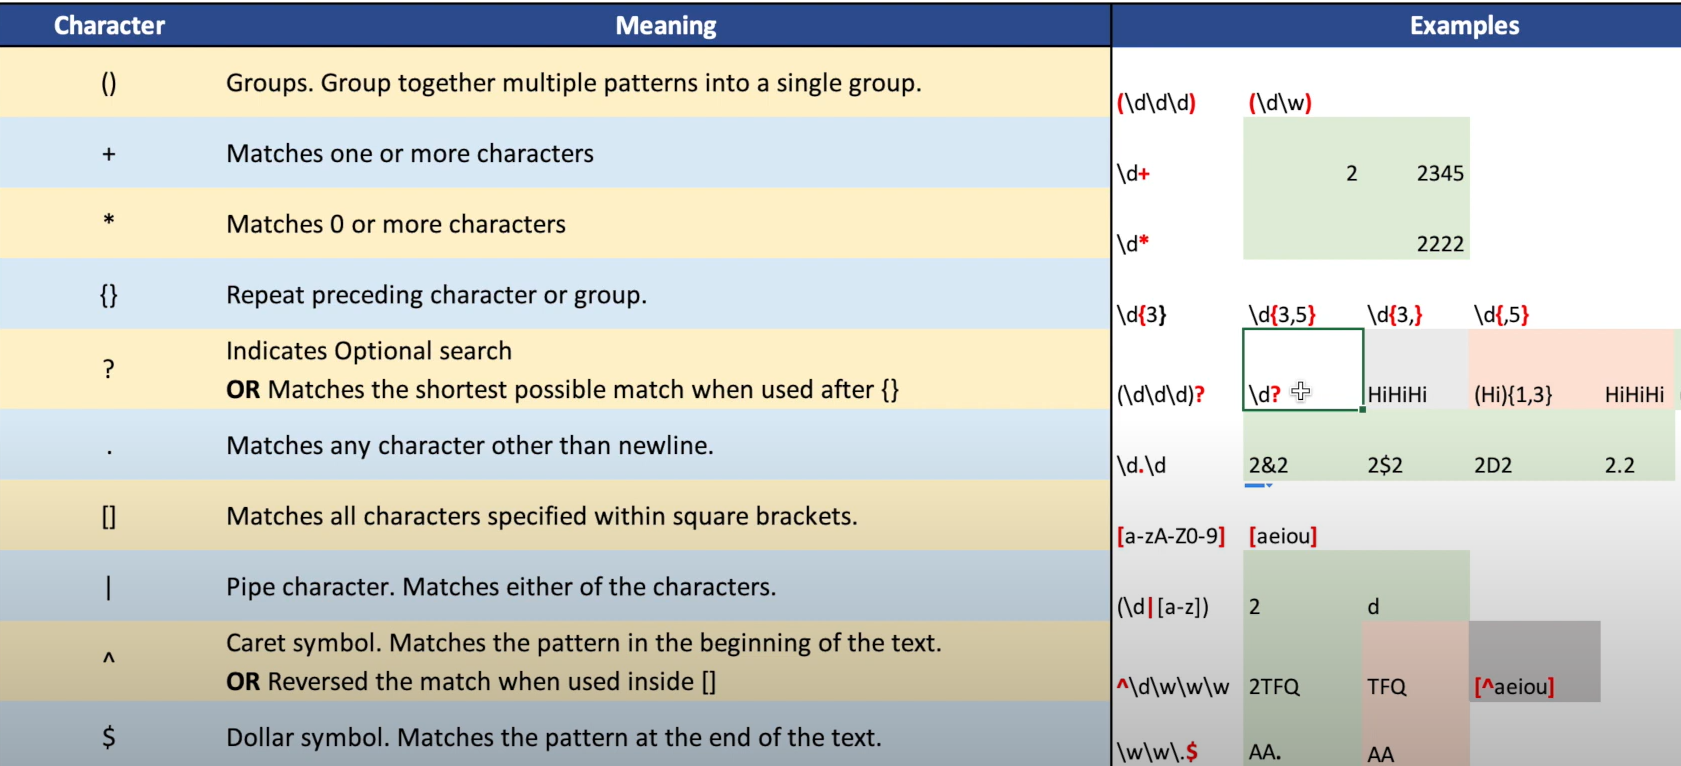 Character Meaning Examples
() Groups. Group together multiple patterns into a single group. (\d\d\d) (\d\w)
+ Matches one or more characters \d+ 2 2345
* Matches 0 or more characters \d* 2222
{} Repeat preceding character or group. \d{3} \d{3,5} \d{3,} \d{,5}
? Indicates Optional search
OR Matches the shortest possible match when used after {} (\d\d\d)? \d? HiHiHi (Hi){1,3} HiHiHi
. Matches any character other than newline. \d.\d 2&2 2$2 2D2 2.2
[] Matches all characters specified within square brackets. [a-zA-Z0-9] [aeiou]
| Pipe character. Matches either of the characters. (\d|[a-z]) 2 d
^ Caret symbol. Matches the pattern in the beginning of the text.
OR Reversed the match when used inside [] ^\d\w\w\w 2TFQ TFQ [^aeiou]
$ Dollar symbol. Matches the pattern at the end of the text. \w\w\.$ AA. AA